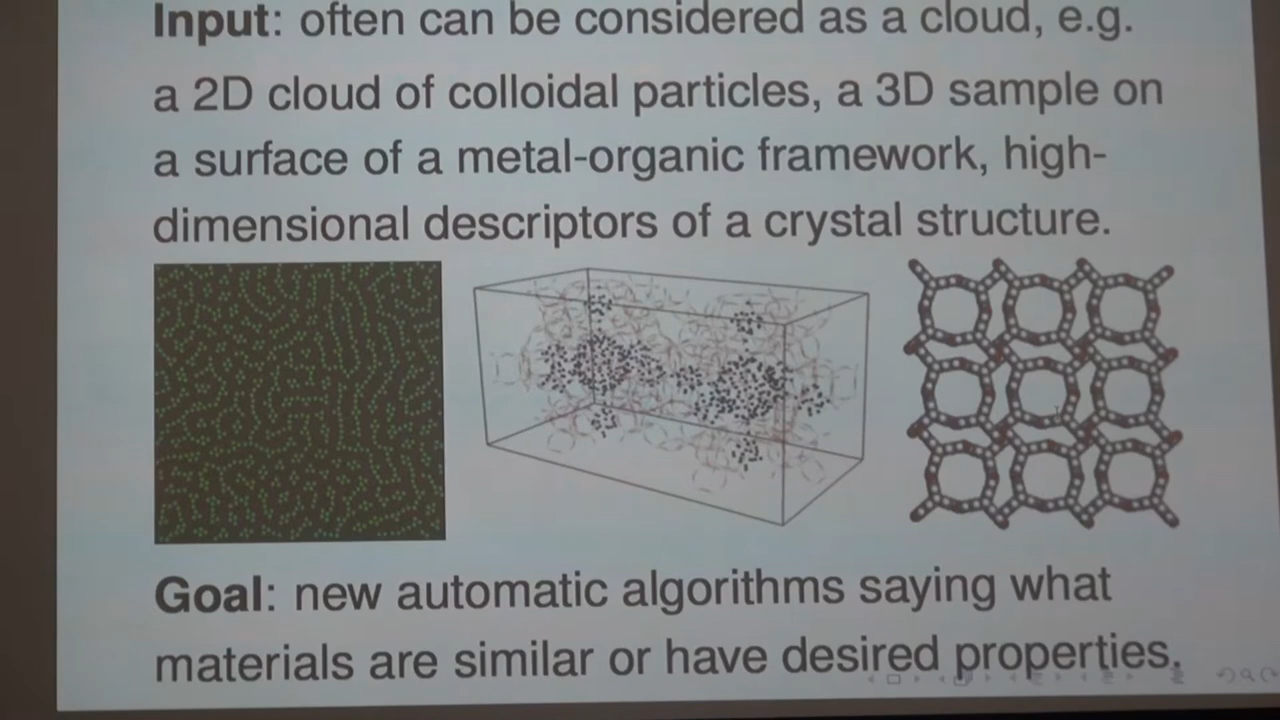 Input: often can be considered as a cloud, e.g.
a 2D cloud of colloidal particles, a 3D sample on
a surface of a metal-organic framework, high-
dimensional descriptors of a crystal structure.
Goal: new automatic algorithms saying what
materials are similar or have desired properties.